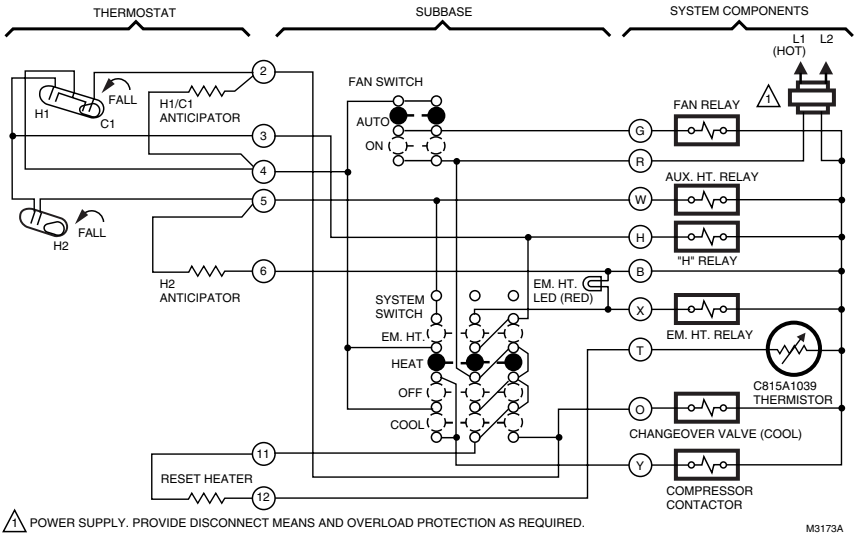 THERMOSTAT
SUBBASE
SYSTEM COMPONENTS
L1
(HOT)
L2
2
FALL
H1
C1
H1/C1
ANTICIPATOR
FAN SWITCH
1
FAN RELAY
AUTO
3
G
ON
4
R
AUX. HT. RELAY
5
W
FALL
H2
H
"H" RELAY
6
B
H2
ANTICIPATOR
EM. HT.
LED (RED)
SYSTEM
SWITCH
X
EM. HT.
EM. HT. RELAY
T
HEAT
C815A1039
THERMISTOR
OFF
O
COOL
CHANGEOVER VALVE (COOL)
11
Y
RESET HEATER
12
COMPRESSOR
CONTACTOR
1 POWER SUPPLY. PROVIDE DISCONNECT MEANS AND OVERLOAD PROTECTION AS REQUIRED.
M3173A